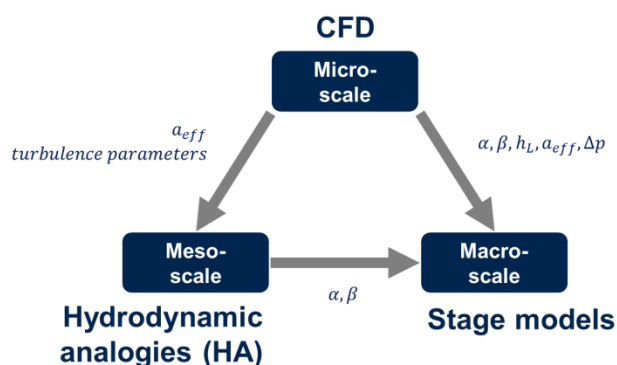 CFD
Micro-
scale
a_eff
turbulence parameters
α, β, h_L, a_eff, Δp
Meso-
scale
Macro-
scale
α, β
Hydrodynamic
analogies (HA)
Stage models